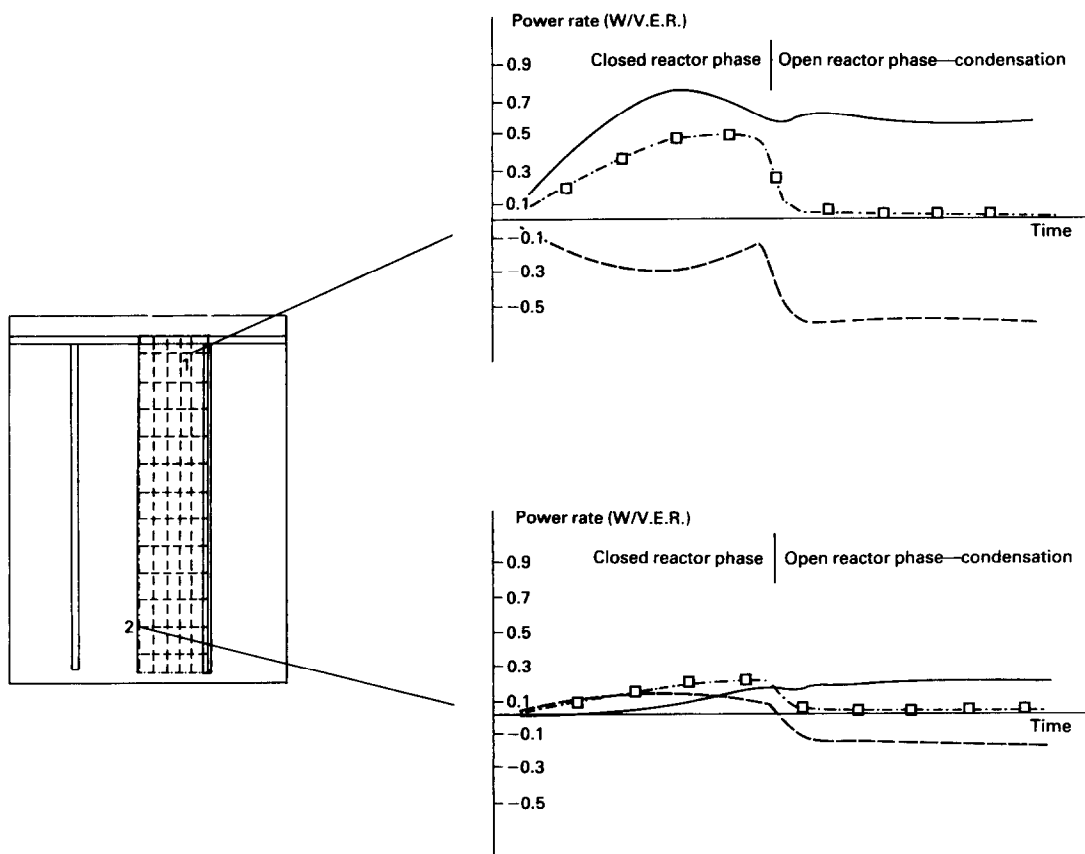 Power rate (W/V.E.R.)
Closed reactor phase
Open reactor phase—condensation
0.9
0.7
0.5
0.3
0.1
−0.1
−0.3
−0.5
Time
1
2
Power rate (W/V.E.R.)
Closed reactor phase
Open reactor phase—condensation
0.9
0.7
0.5
0.3
0.1
−0.1
−0.3
−0.5
Time